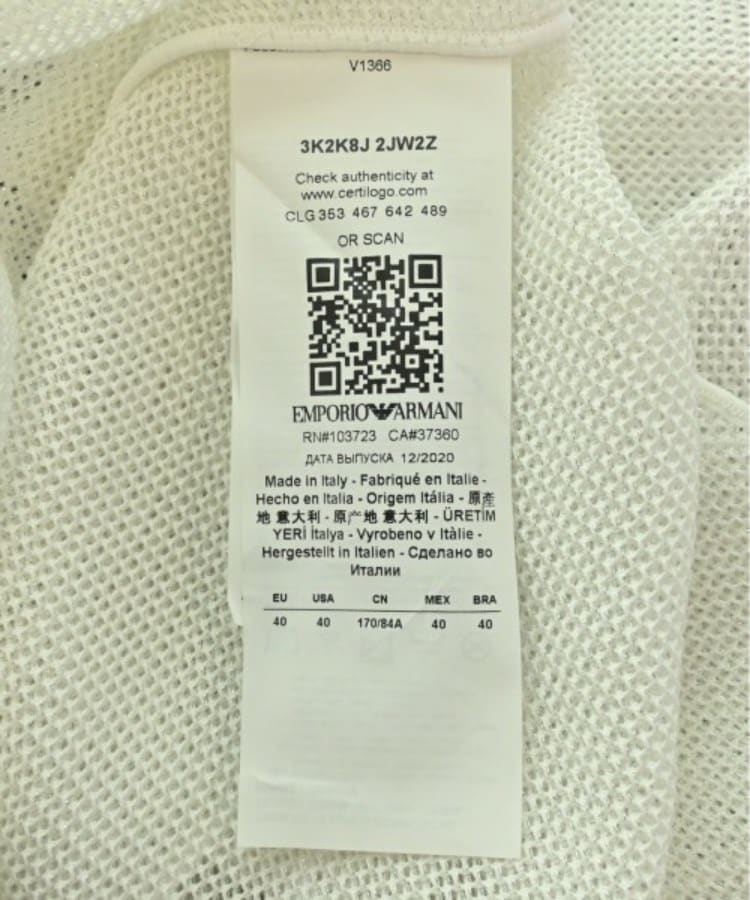 V1366
3K2K8J 2JW2Z
Check authenticity at
www.certilogo.com
CLG 353 467 642 489
OR SCAN
EMPORIO ARMANI
RN#103723 CA#37360
ДАТА ВЫПУСКА 12/2020
Made in Italy - Fabriqué en Italie -
Hecho en Italia - Origem Itália - 原產
地 意大利 - 原产地 意大利 - ÜRETİM
YERİ İtalya - Vyrobeno v Itàlie -
Hergestellt in Italien - Сделано во
Италии
EU USA CN MEX BRA
40 40 170/84A 40 40